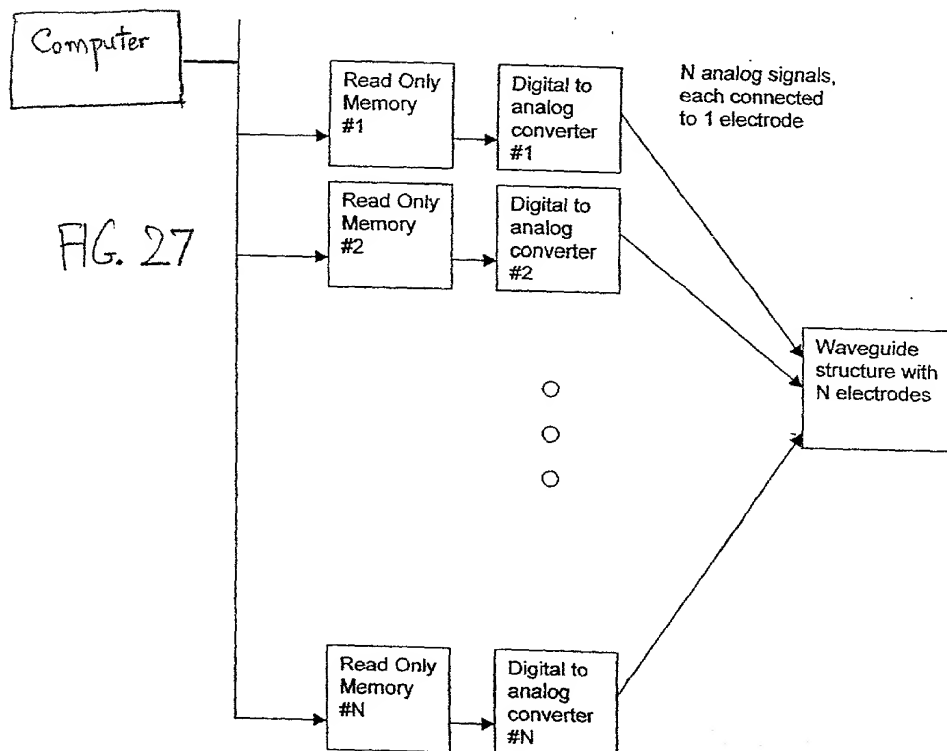 Computer
Read Only
Memory
#1
Digital to
analog
converter
#1
N analog signals,
each connected
to 1 electrode
Read Only
Memory
#2
Digital to
analog
converter
#2
FIG. 27
Waveguide
structure with
N electrodes
Read Only
Memory
#N
Digital to
analog
converter
#N